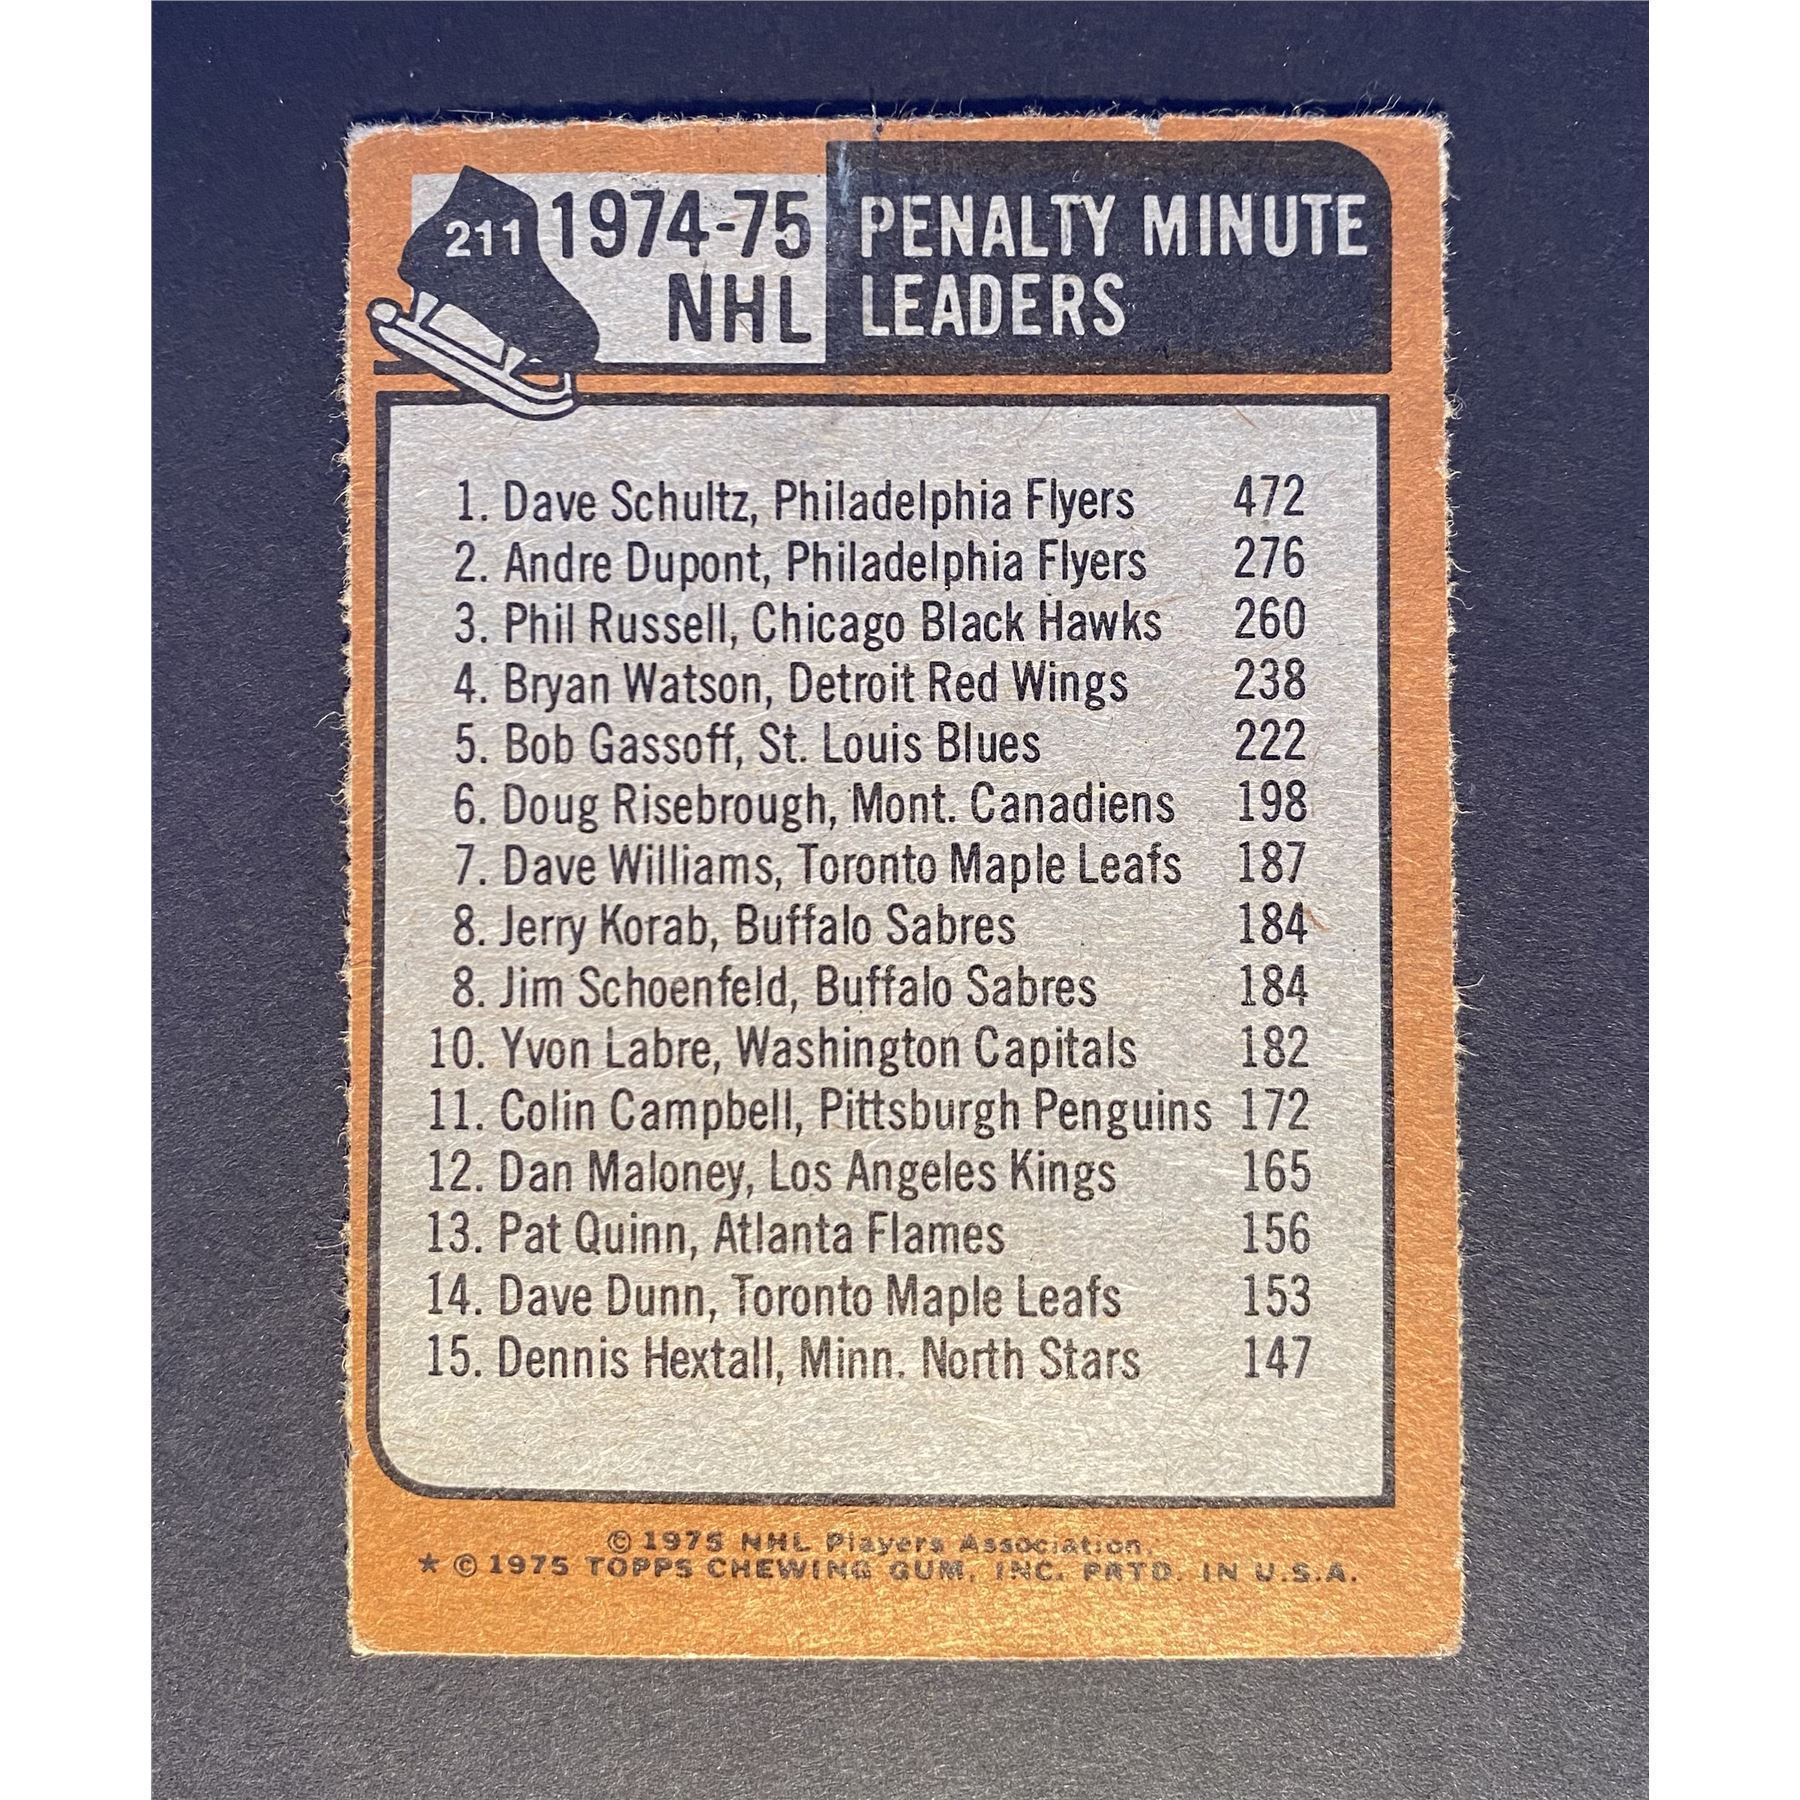 211 1974-75 PENALTY MINUTE
NHL LEADERS
1. Dave Schultz, Philadelphia Flyers 472
2. Andre Dupont, Philadelphia Flyers 276
3. Phil Russell, Chicago Black Hawks 260
4. Bryan Watson, Detroit Red Wings 238
5. Bob Gassoff, St. Louis Blues 222
6. Doug Risebrough, Mont. Canadiens 198
7. Dave Williams, Toronto Maple Leafs 187
8. Jerry Korab, Buffalo Sabres 184
8. Jim Schoenfeld, Buffalo Sabres 184
10. Yvon Labre, Washington Capitals 182
11. Colin Campbell, Pittsburgh Penguins 172
12. Dan Maloney, Los Angeles Kings 165
13. Pat Quinn, Atlanta Flames 156
14. Dave Dunn, Toronto Maple Leafs 153
15. Dennis Hextall, Minn. North Stars 147
© 1975 NHL Players Association.
★ © 1975 TOPPS CHEWING GUM, INC. PRTD. IN U.S.A.